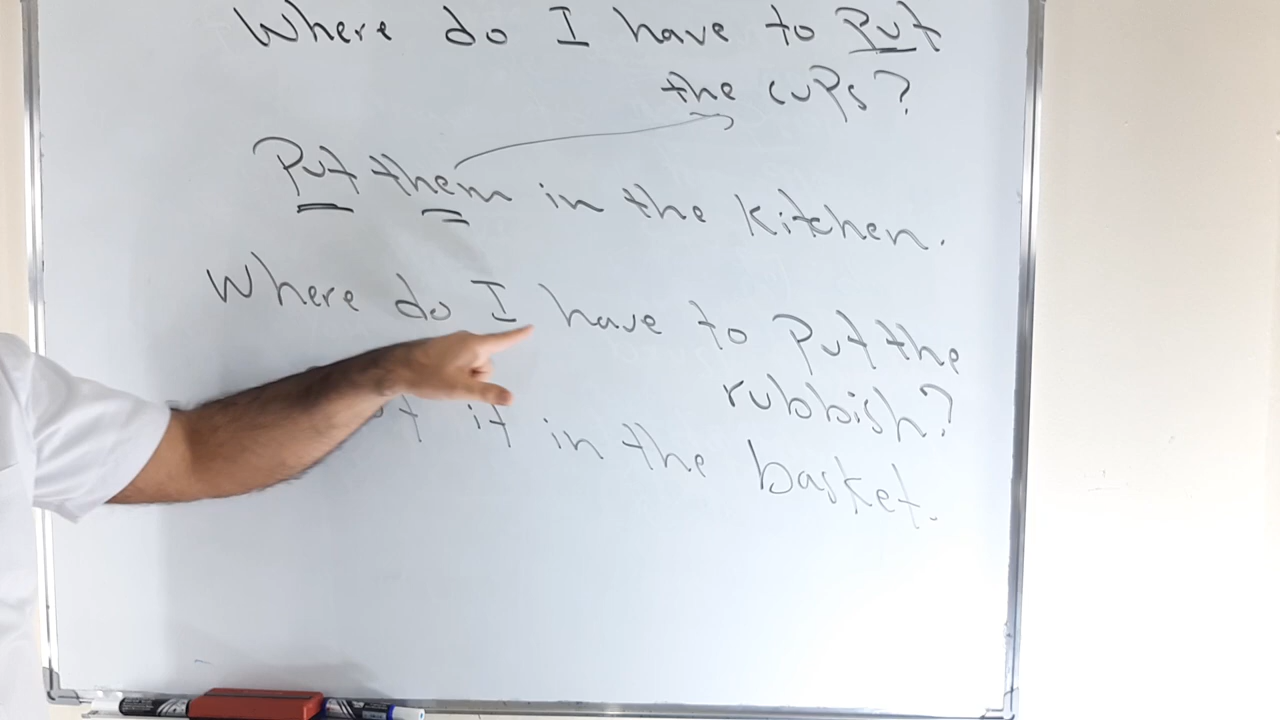 Where do I have to Put
the cups?
Put them in the kitchen.
Where do I have to put the
rubbish?
it in the basket.